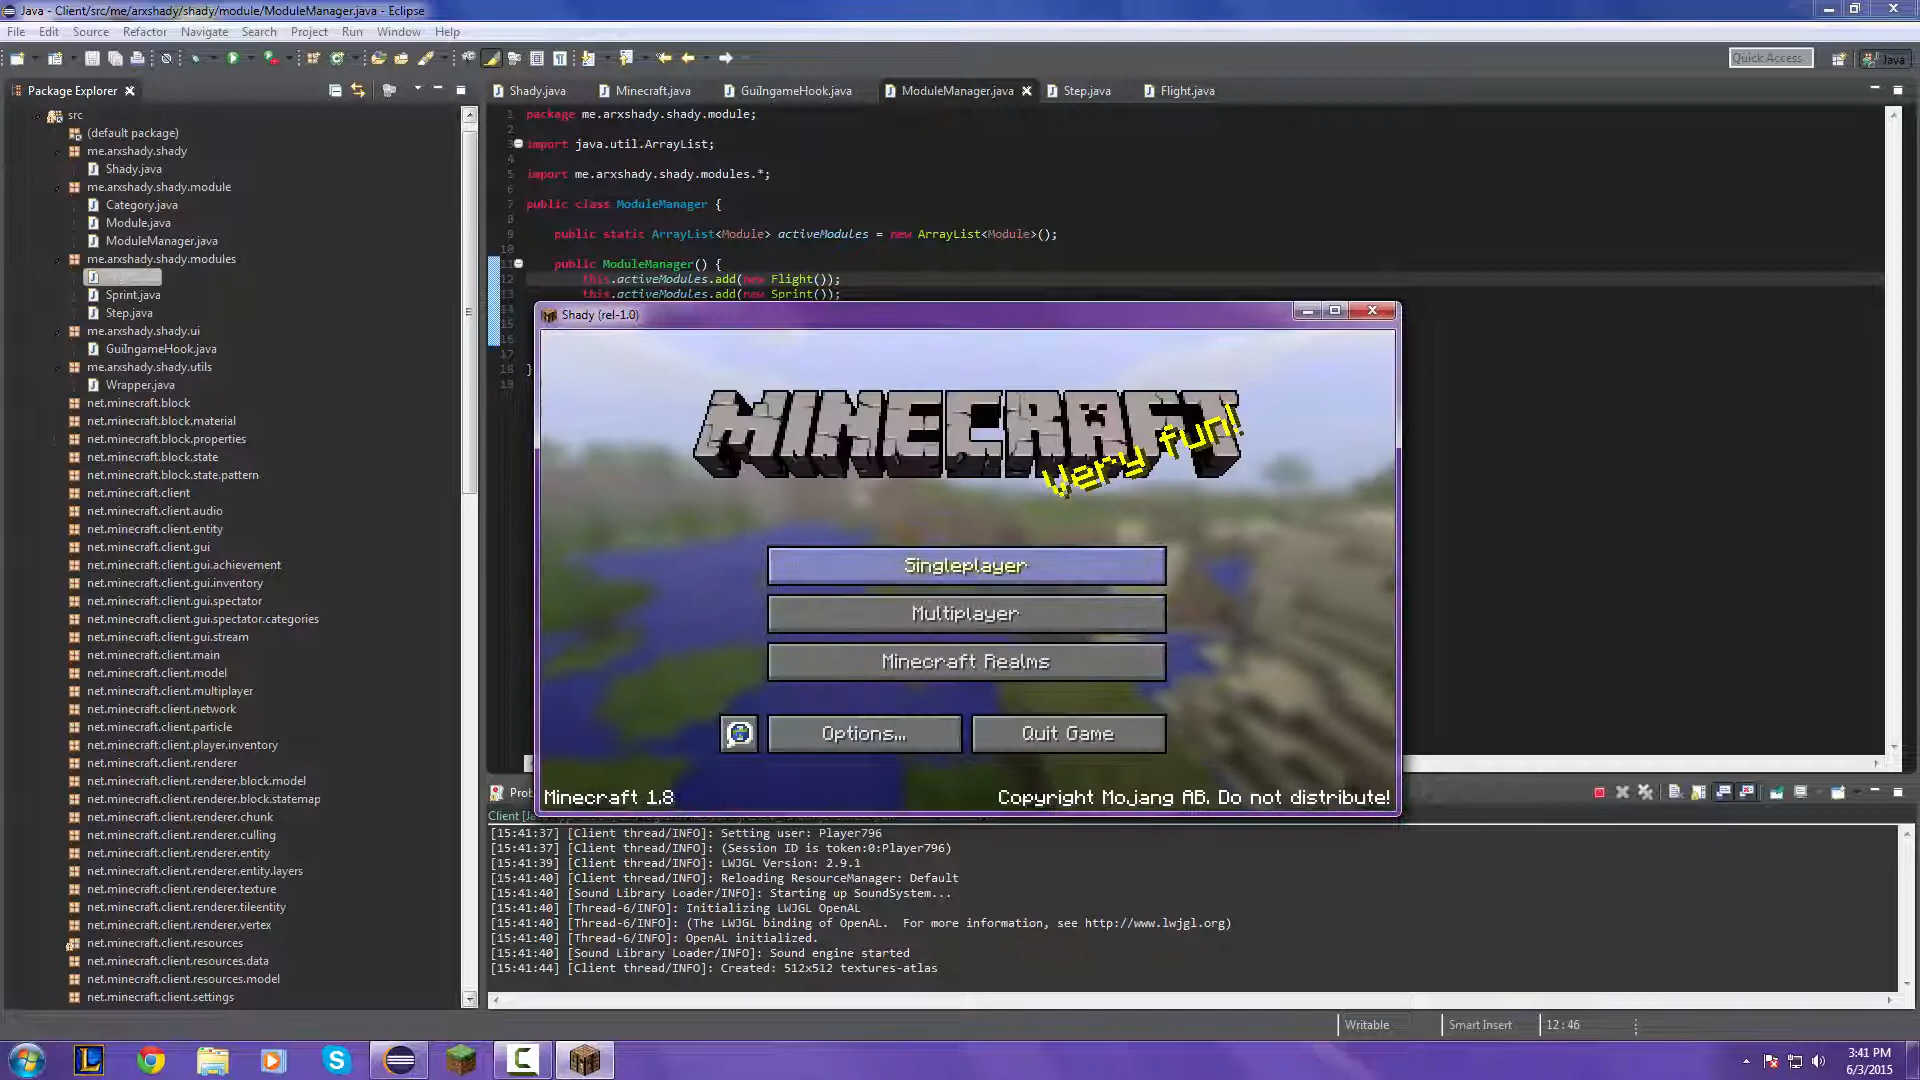 Java - Client/src/me/arxshady/shady/module/ModuleManager.java - Eclipse
File Edit Source Refactor Navigate Search Project Run Window Help
Quick Access
Java
Package Explorer
Shady.java
Minecraft.java
GuiIngameHook.java
ModuleManager.java
Step.java
Flight.java
src
(default package)
me.arxshady.shady
Shady.java
me.arxshady.shady.module
Category.java
Module.java
ModuleManager.java
me.arxshady.shady.modules
Sprint.java
Step.java
me.arxshady.shady.ui
GuiIngameHook.java
me.arxshady.shady.utils
Wrapper.java
net.minecraft.block
net.minecraft.block.material
net.minecraft.block.properties
net.minecraft.block.state
net.minecraft.block.state.pattern
net.minecraft.client
net.minecraft.client.audio
net.minecraft.client.entity
net.minecraft.client.gui
net.minecraft.client.gui.achievement
net.minecraft.client.gui.inventory
net.minecraft.client.gui.spectator
net.minecraft.client.gui.spectator.categories
net.minecraft.client.gui.stream
net.minecraft.client.main
net.minecraft.client.model
net.minecraft.client.multiplayer
net.minecraft.client.network
net.minecraft.client.particle
net.minecraft.client.player.inventory
net.minecraft.client.renderer
net.minecraft.client.renderer.block.model
net.minecraft.client.renderer.block.statemap
net.minecraft.client.renderer.chunk
net.minecraft.client.renderer.culling
net.minecraft.client.renderer.entity
net.minecraft.client.renderer.entity.layers
net.minecraft.client.renderer.texture
net.minecraft.client.renderer.tileentity
net.minecraft.client.renderer.vertex
net.minecraft.client.resources
net.minecraft.client.resources.data
net.minecraft.client.resources.model
net.minecraft.client.settings
1 package me.arxshady.shady.module;
2
3 import java.util.ArrayList;
4
5 import me.arxshady.shady.modules.*;
6
7 public class ModuleManager {
8
9 public static ArrayList<Module> activeModules = new ArrayList<Module>();
10
11 public ModuleManager() {
12 this.activeModules.add(new Flight());
13 this.activeModules.add(new Sprint());
17
18 }
19
Shady (rel-1.0)
MINECRAFT
Very fun!
Singleplayer
Multiplayer
Minecraft Realms
Options...
Quit Game
Minecraft 1.8
Copyright Mojang AB. Do not distribute!
[15:41:37] [Client thread/INFO]: Setting user: Player796
[15:41:37] [Client thread/INFO]: (Session ID is token:0:Player796)
[15:41:39] [Client thread/INFO]: LWJGL Version: 2.9.1
[15:41:40] [Client thread/INFO]: Reloading ResourceManager: Default
[15:41:40] [Sound Library Loader/INFO]: Starting up SoundSystem...
[15:41:40] [Thread-6/INFO]: Initializing LWJGL OpenAL
[15:41:40] [Thread-6/INFO]: (The LWJGL binding of OpenAL. For more information, see http://www.lwjgl.org)
[15:41:40] [Thread-6/INFO]: OpenAL initialized.
[15:41:40] [Sound Library Loader/INFO]: Sound engine started
[15:41:44] [Client thread/INFO]: Created: 512x512 textures-atlas
Writable
Smart Insert
12 : 46
3:41 PM
6/3/2015